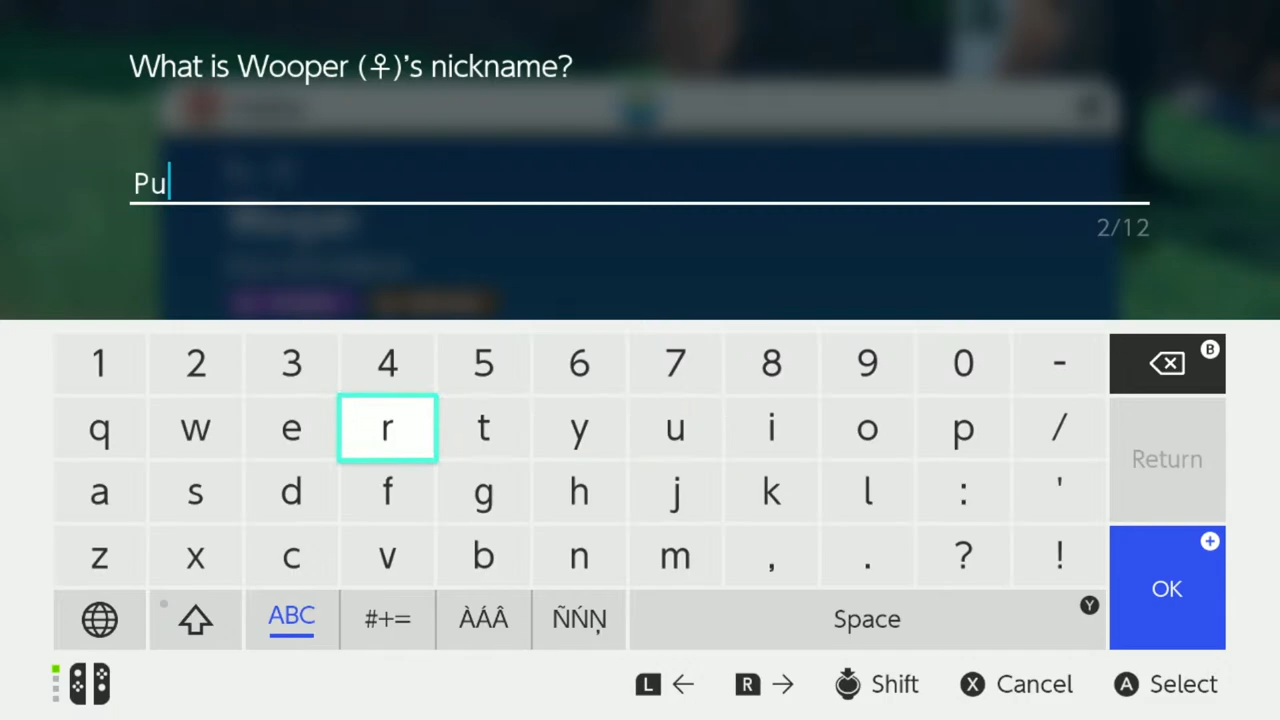 What is Wooper (♀)'s nickname?
Pu
2/12
1 2 3 4 5 6 7 8 9 0 -
B
q w e r t y u i o p /
Return
a s d f g h j k l : '
z x c v b n m , . ? !
+
OK
ABC #+= ÀÁÂ ÑŃŅ Space Y
L ← R → Shift X Cancel A Select